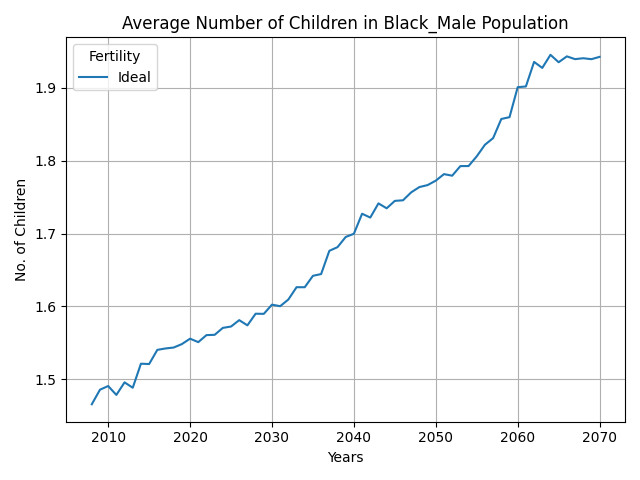 Average Number of Children in Black_Male Population
Fertility
Ideal
1.9
1.8
1.7
1.6
1.5
No. of Children
2010 2020 2030 2040 2050 2060 2070
Years